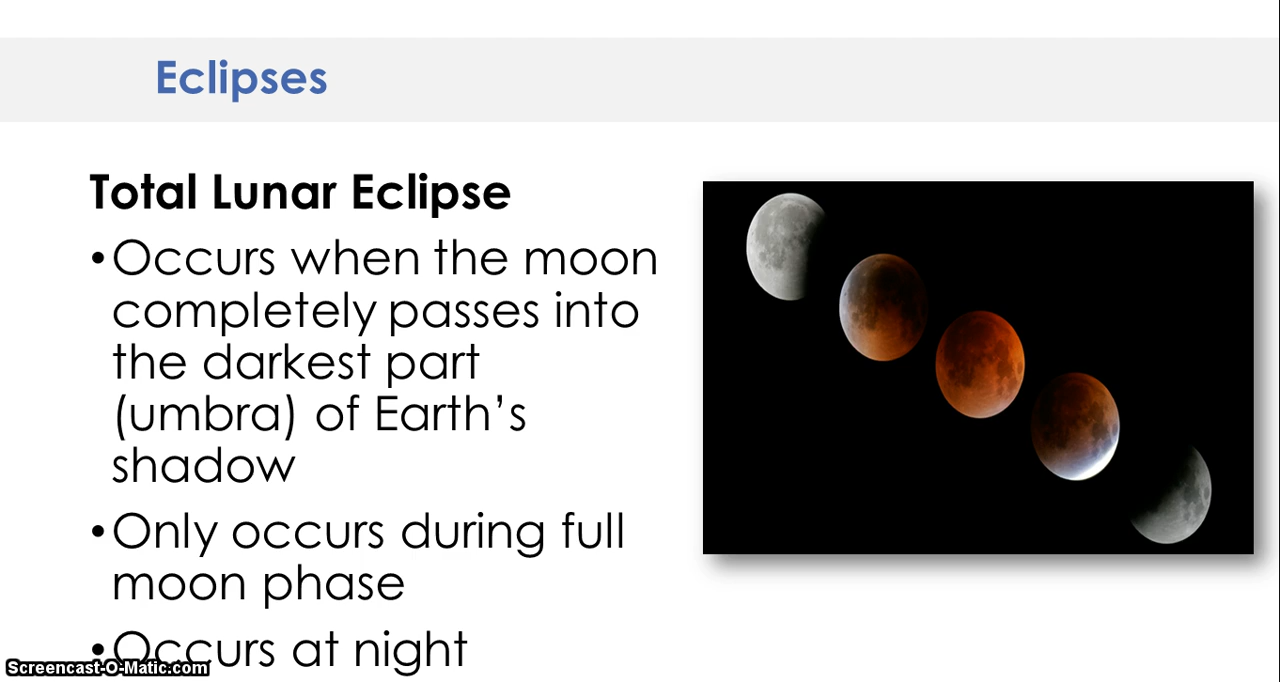 Eclipses
Total Lunar Eclipse
•Occurs when the moon
completely passes into
the darkest part
(umbra) of Earth’s
shadow
•Only occurs during full
moon phase
•Occurs at night
Screencast-O-Matic.com